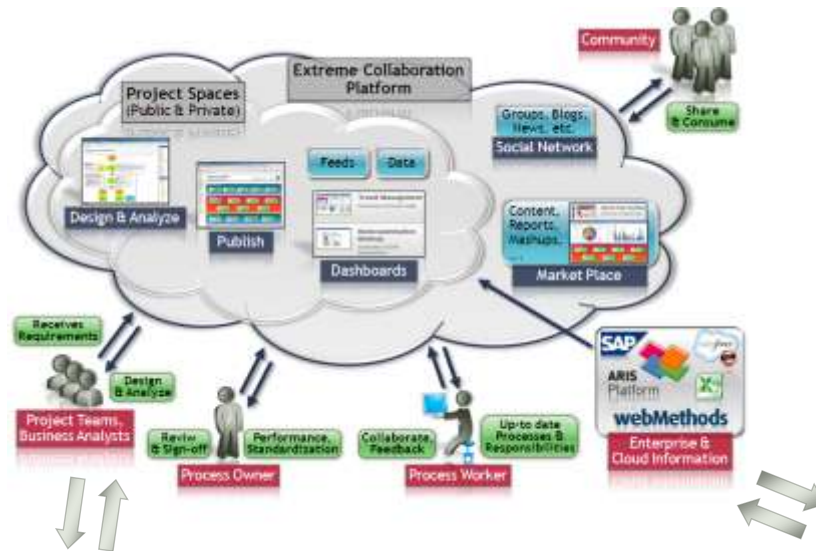 Community
Share
& Consume
Extreme Collaboration
Platform
Project Spaces
(Public & Private)
Groups, Blogs,
News, etc.
Social Network
Feeds
Data
Design & Analyze
Publish
Dashboards
Content,
Reports,
Mashups,
Market Place
Receives
Requirements
Design
& Analyze
Project Teams,
Business Analysts
Reviw
& Sign-off
Performance,
Standardization
Process Owner
Collaborate,
Feedback
Up-to date
Processes &
Responsibilities
Process Worker
SAP
ARIS
Platform
webMethods
Enterprise &
Cloud Information